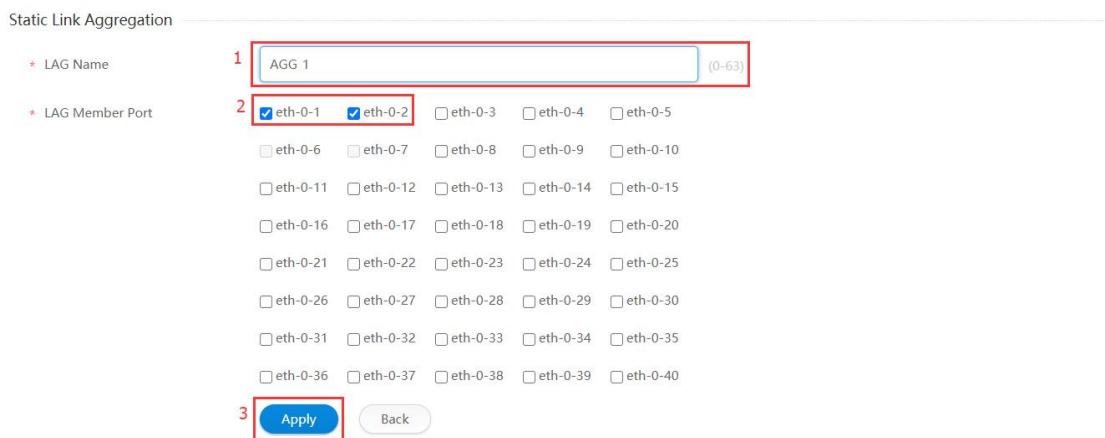 Static Link Aggregation
* LAG Name 1 AGG 1 (0-63)
* LAG Member Port 2 eth-0-1 eth-0-2 eth-0-3 eth-0-4 eth-0-5
eth-0-6 eth-0-7 eth-0-8 eth-0-9 eth-0-10
eth-0-11 eth-0-12 eth-0-13 eth-0-14 eth-0-15
eth-0-16 eth-0-17 eth-0-18 eth-0-19 eth-0-20
eth-0-21 eth-0-22 eth-0-23 eth-0-24 eth-0-25
eth-0-26 eth-0-27 eth-0-28 eth-0-29 eth-0-30
eth-0-31 eth-0-32 eth-0-33 eth-0-34 eth-0-35
eth-0-36 eth-0-37 eth-0-38 eth-0-39 eth-0-40
3 Apply Back